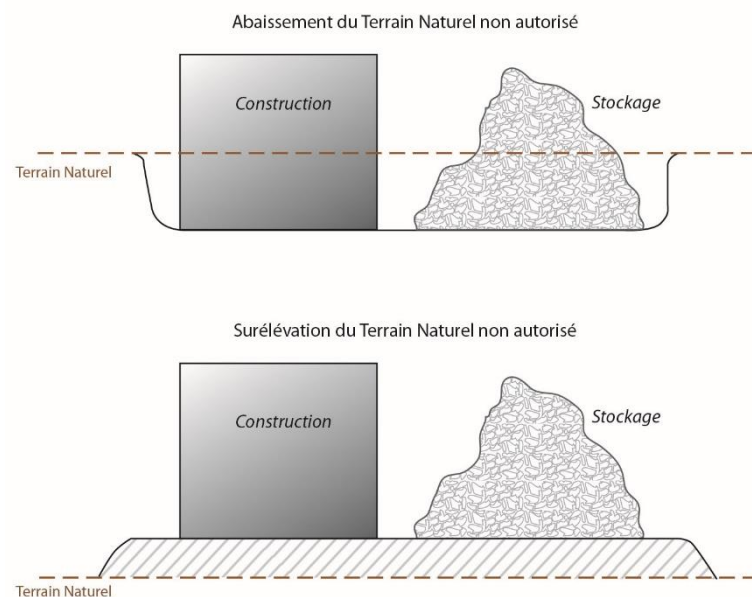 Abaissement du Terrain Naturel non autorisé
Construction
Stockage
Terrain Naturel
Surélévation du Terrain Naturel non autorisé
Construction
Stockage
Terrain Naturel